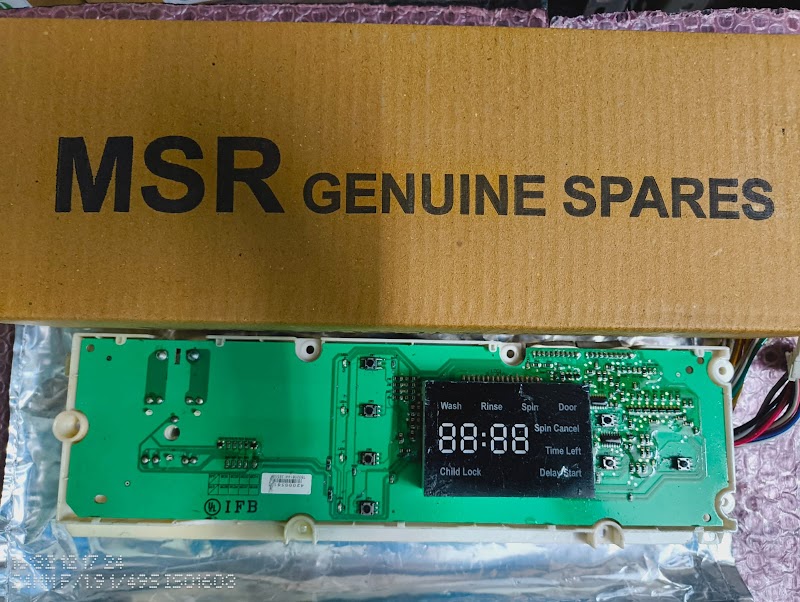 MSR GENUINE SPARES
Wash Rinse Spin Door
88:88 Spin Cancel
Time Left
Child Lock Delay Start
IFB